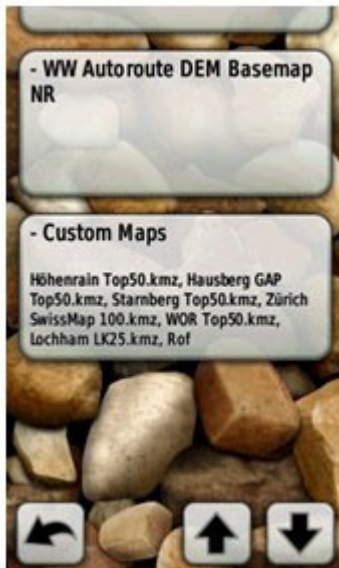 - WW Autoroute DEM Basemap
NR
- Custom Maps
Höhenrain Top50.kmz, Hausberg GAP
Top50.kmz, Starnberg Top50.kmz, Zürich
SwissMap 100.kmz, WOR Top50.kmz,
Lochham LK25.kmz, Rof